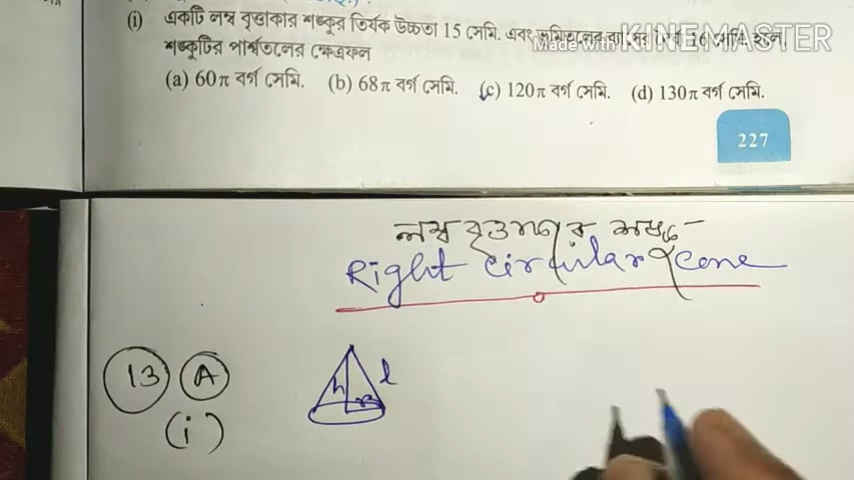 (i) একটি লম্ব বৃত্তাকার শঙ্কুর তির্যক উচ্চতা 15 সেমি. এবং ভূমিতলের
Made with KINEMASTER
শঙ্কুটির পার্শ্বতলের ক্ষেত্রফল
(a) 60π বর্গ সেমি. (b) 68π বর্গ সেমি. (c) 120π বর্গ সেমি. (d) 130π বর্গ সেমি.
227
লম্ব বৃত্তাকার শঙ্কু
Right circular cone
13 A
(i)
h r l